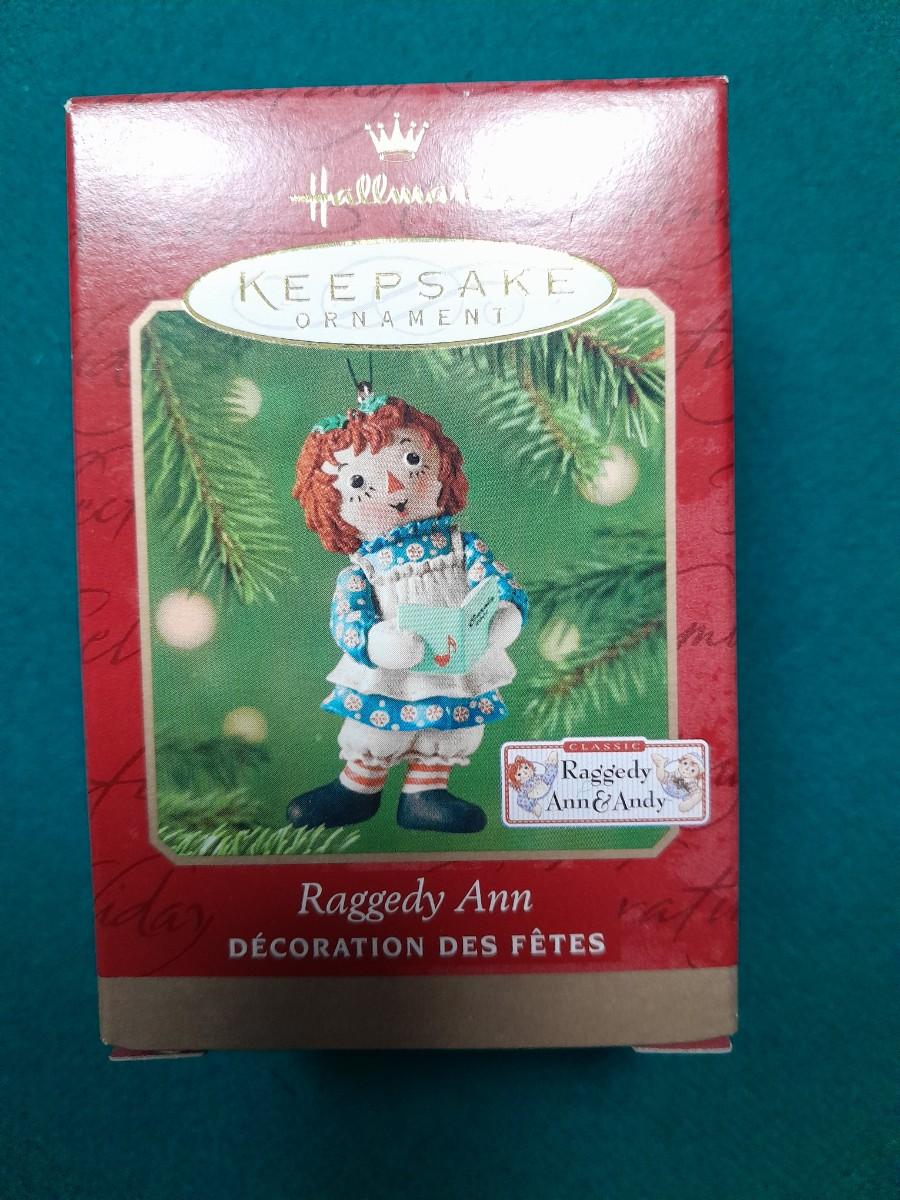 Hallmark
KEEPSAKE
ORNAMENT
CLASSIC
Raggedy
Ann & Andy
Raggedy Ann
DÉCORATION DES FÊTES